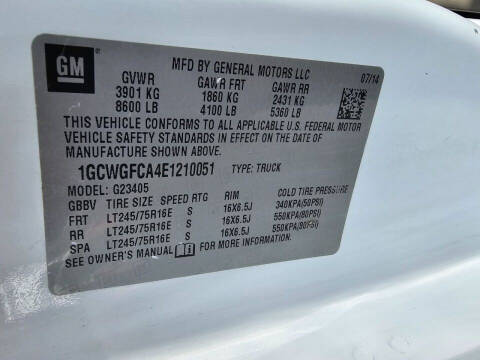 GM
MFD BY GENERAL MOTORS LLC
07/14
GVWR GAWR FRT GAWR RR
3901 KG 1860 KG 2431 KG
8600 LB 4100 LB 5360 LB
THIS VEHICLE CONFORMS TO ALL APPLICABLE U.S. FEDERAL MOTOR
VEHICLE SAFETY STANDARDS IN EFFECT ON THE DATE OF
MANUFACTURE SHOWN ABOVE.
1GCWGFCA4E1210051 TYPE: TRUCK
MODEL: G23405
GBBV TIRE SIZE SPEED RTG RIM COLD TIRE PRESSURE
FRT LT245/75R16E S 16X6.5J 340KPA(50PSI)
RR LT245/75R16E S 16X6.5J 550KPA(80PSI)
SPA LT245/75R16E S 16X6.5J 550KPA(80PSI)
SEE OWNER'S MANUAL FOR MORE INFORMATION.